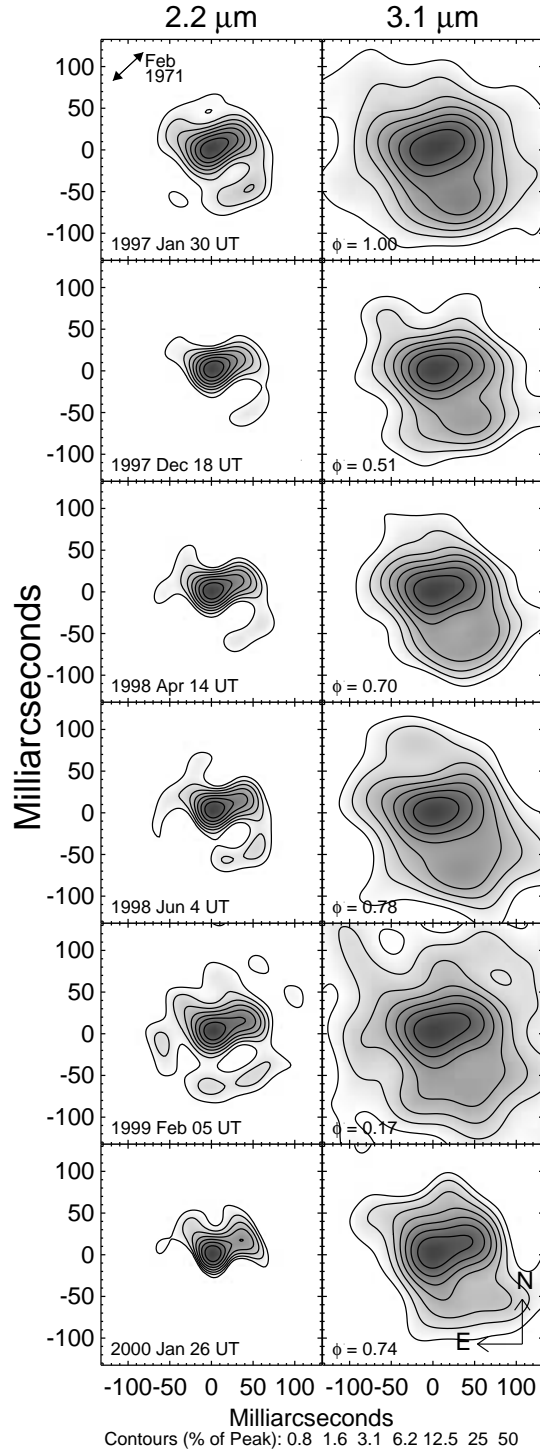 2.2 μm 3.1 μm
Feb
1971
100
50
0
-50
-100
1997 Jan 30 UT
ϕ = 1.00
100
50
0
-50
-100
1997 Dec 18 UT
ϕ = 0.51
100
50
0
-50
-100
1998 Apr 14 UT
ϕ = 0.70
Milliarcseconds
100
50
0
-50
-100
1998 Jun 4 UT
ϕ = 0.78
100
50
0
-50
-100
1999 Feb 05 UT
ϕ = 0.17
100
50
0
-50
-100
2000 Jan 26 UT
ϕ = 0.74
N
E
-100 -50 0 50 100 -100 -50 0 50 100
Milliarcseconds
Contours (% of Peak): 0.8 1.6 3.1 6.2 12.5 25 50